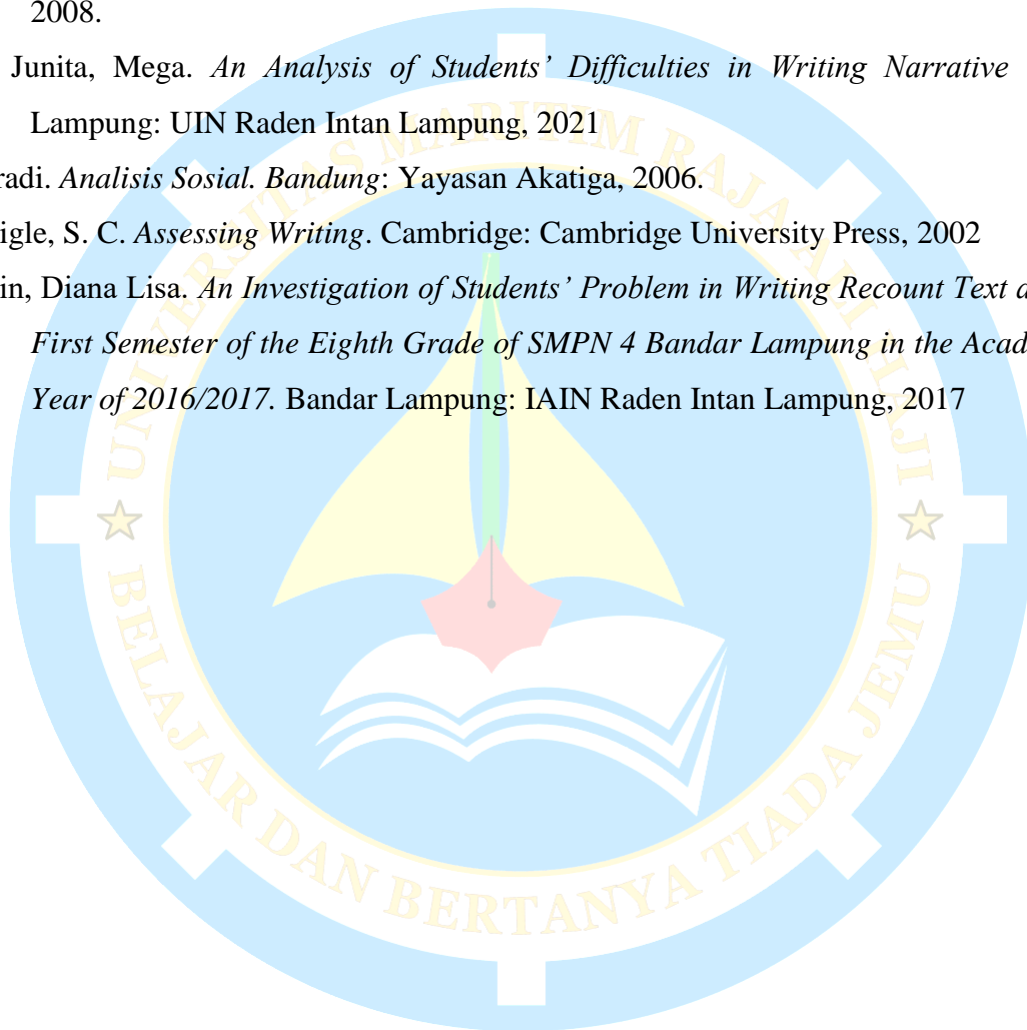 2008.
Junita, Mega. An Analysis of Students’ Difficulties in Writing Narrative
Lampung: UIN Raden Intan Lampung, 2021
radi. Analisis Sosial. Bandung: Yayasan Akatiga, 2006.
igle, S. C. Assessing Writing. Cambridge: Cambridge University Press, 2002
in, Diana Lisa. An Investigation of Students’ Problem in Writing Recount Text a
First Semester of the Eighth Grade of SMPN 4 Bandar Lampung in the Acad
Year of 2016/2017. Bandar Lampung: IAIN Raden Intan Lampung, 2017
UNIVERSITAS MARITIM RAJA ALI HAJI
BELAJAR DAN BERTANYA TIADA JEMU